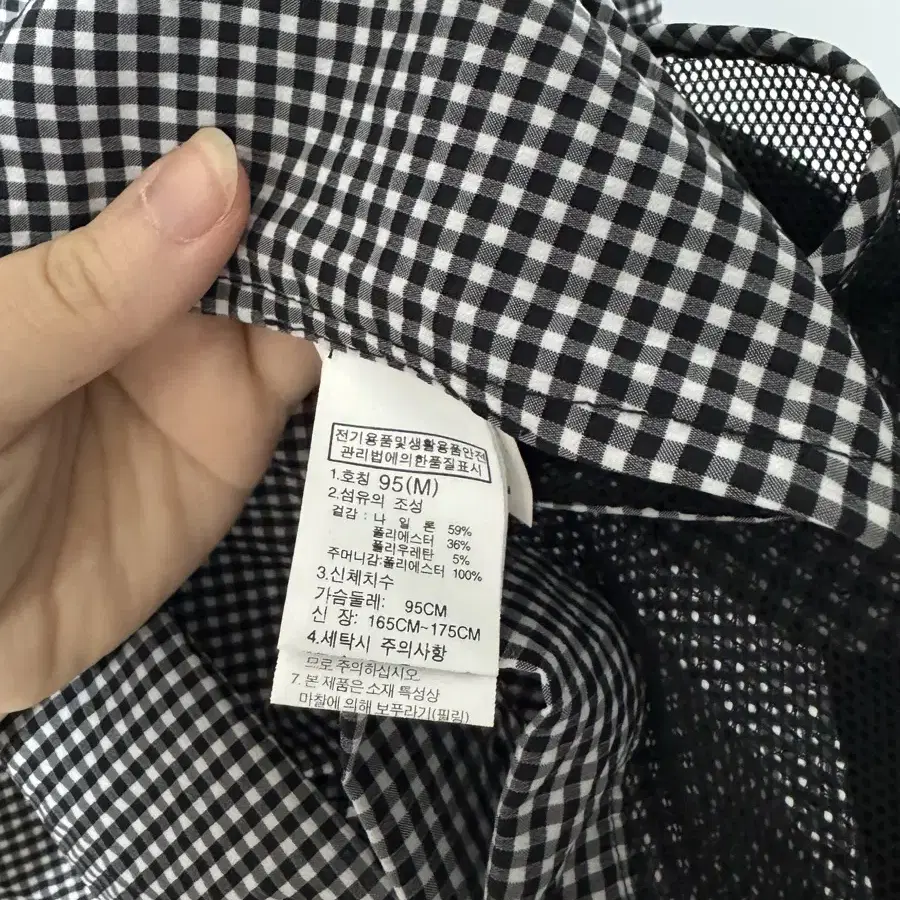 전기용품및생활용품안전
관리법에의한품질표시
1.호칭 95(M)
2.섬유의 조성
겉감 : 나 일 론 59%
폴리에스터 36%
폴리우레탄 5%
주머니감:폴리에스터 100%
3.신체치수
가슴둘레: 95CM
신 장: 165CM~175CM
4.세탁시 주의사항
므로 주의하십시오
7. 본 제품은 소재 특성상
마찰에 의해 보푸라기(필링)